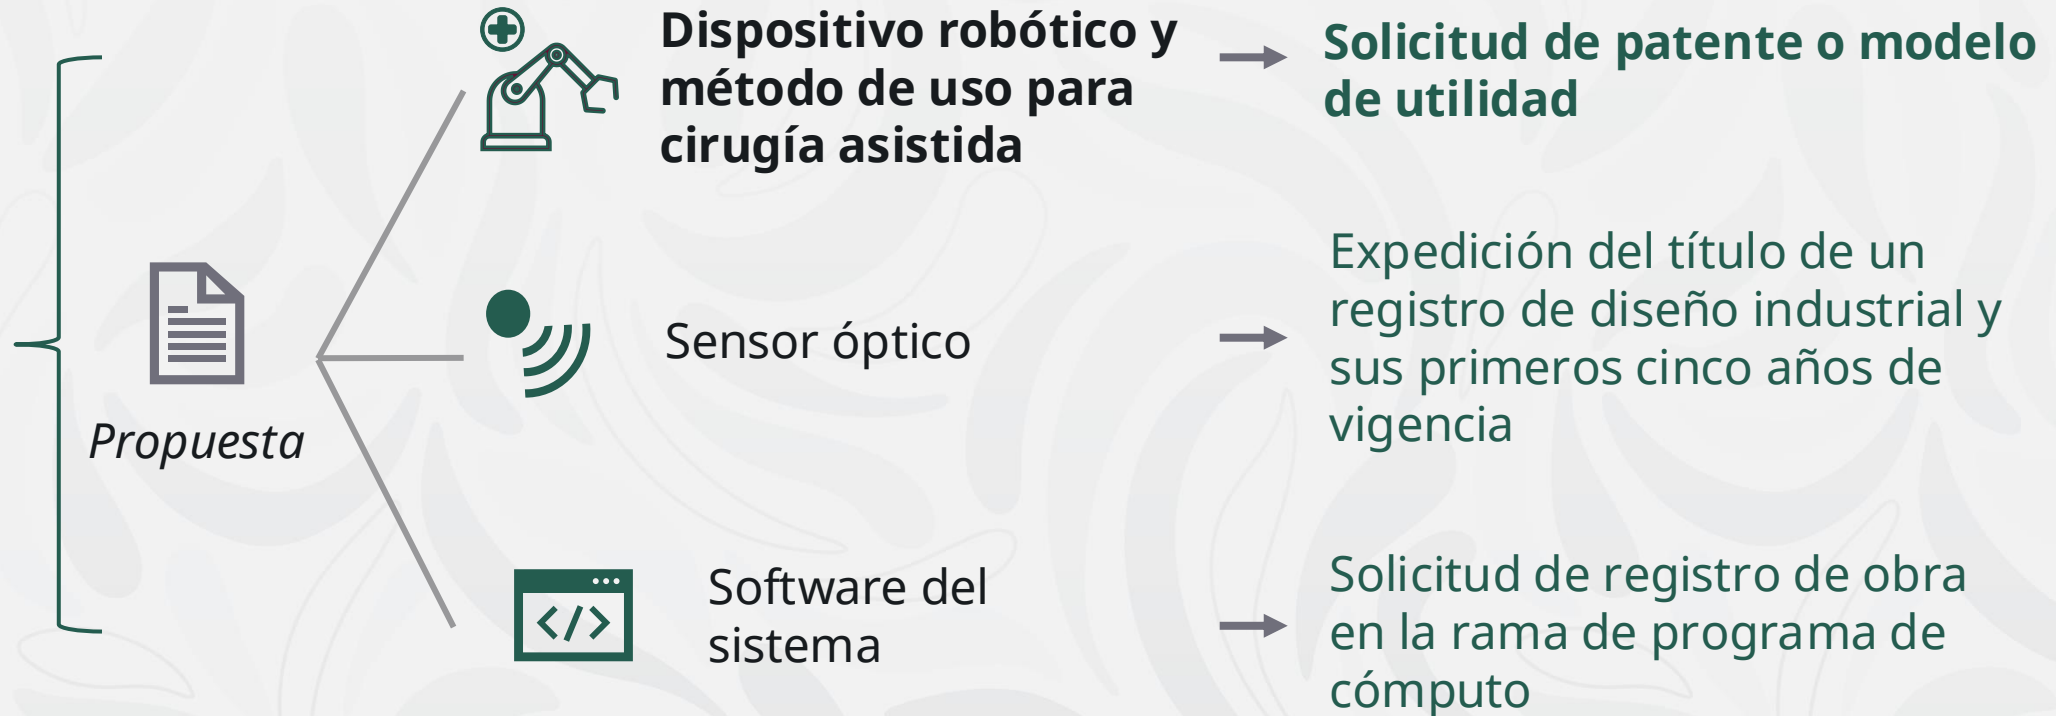 Dispositivo robótico y
método de uso para
cirugía asistida
Solicitud de patente o modelo
de utilidad
Propuesta
Sensor óptico
Expedición del título de un
registro de diseño industrial y
sus primeros cinco años de
vigencia
</>
Software del
sistema
Solicitud de registro de obra
en la rama de programa de
cómputo